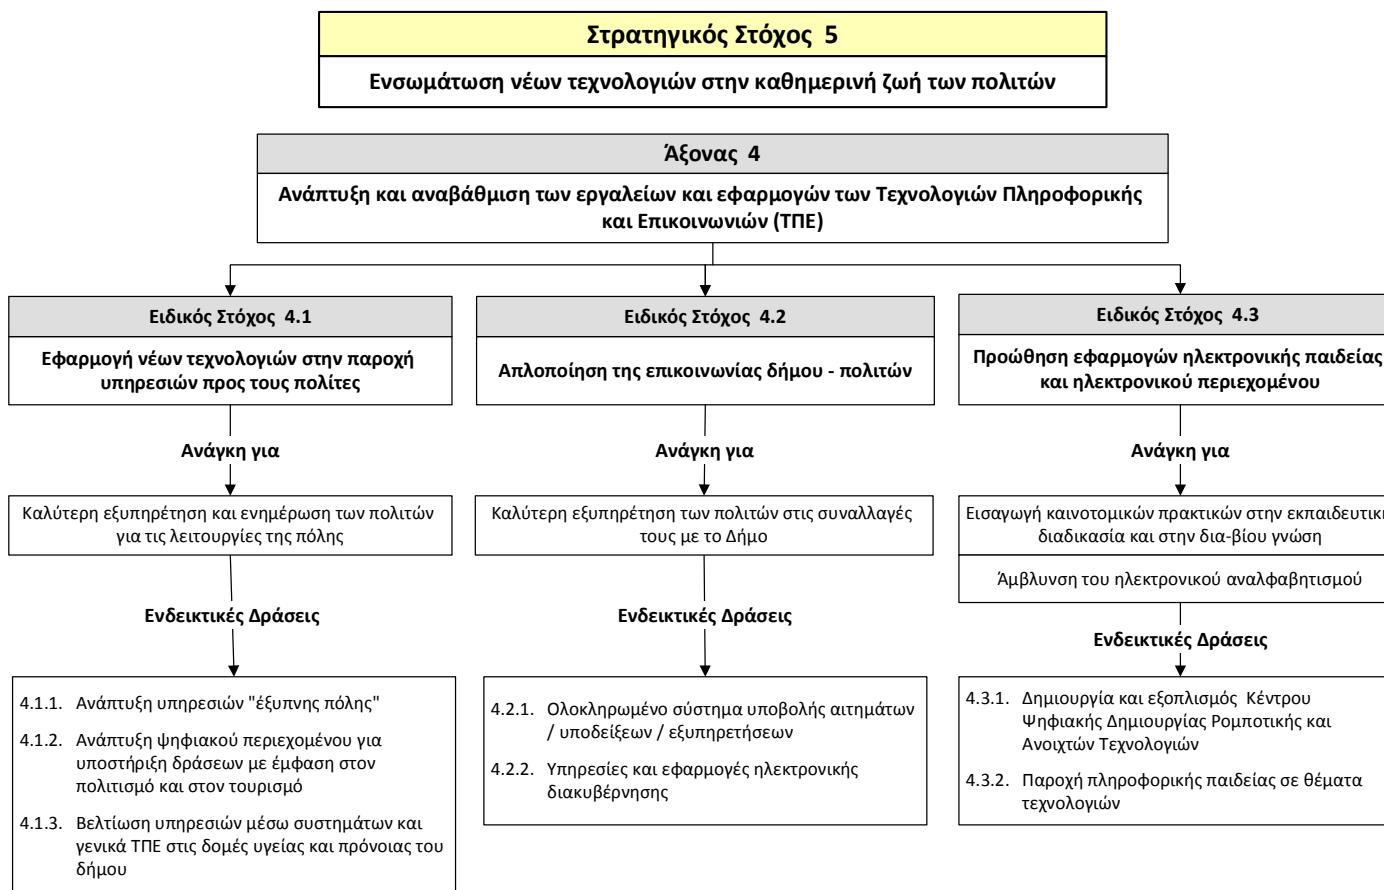 Στρατηγικός Στόχος 5
Ενσωμάτωση νέων τεχνολογιών στην καθημερινή ζωή των πολιτών
Άξονας 4
Ανάπτυξη και αναβάθμιση των εργαλείων και εφαρμογών των Τεχνολογιών Πληροφορικής
και Επικοινωνιών (ΤΠΕ)
Ειδικός Στόχος 4.1
Εφαρμογή νέων τεχνολογιών στην παροχή
υπηρεσιών προς τους πολίτες
Ανάγκη για
Καλύτερη εξυπηρέτηση και ενημέρωση των πολιτών
για τις λειτουργίες της πόλης
Ενδεικτικές Δράσεις
4.1.1. Ανάπτυξη υπηρεσιών "έξυπνης πόλης"
4.1.2. Ανάπτυξη ψηφιακού περιεχομένου για
υποστήριξη δράσεων με έμφαση στον
πολιτισμό και στον τουρισμό
4.1.3. Βελτίωση υπηρεσιών μέσω συστημάτων και
γενικά ΤΠΕ στις δομές υγείας και πρόνοιας του
δήμου
Ειδικός Στόχος 4.2
Απλοποίηση της επικοινωνίας δήμου - πολιτών
Ανάγκη για
Καλύτερη εξυπηρέτηση των πολιτών στις συναλλαγές
τους με το Δήμο
Ενδεικτικές Δράσεις
4.2.1. Ολοκληρωμένο σύστημα υποβολής αιτημάτων
/ υποδείξεων / εξυπηρετήσεων
4.2.2. Υπηρεσίες και εφαρμογές ηλεκτρονικής
διακυβέρνησης
Ειδικός Στόχος 4.3
Προώθηση εφαρμογών ηλεκτρονικής παιδείας
και ηλεκτρονικού περιεχομένου
Ανάγκη για
Εισαγωγή καινοτομικών πρακτικών στην εκπαιδευτική
διαδικασία και στην δια-βίου γνώση
Άμβλυνση του ηλεκτρονικού αναλφαβητισμού
Ενδεικτικές Δράσεις
4.3.1. Δημιουργία και εξοπλισμός Κέντρου
Ψηφιακής Δημιουργίας Ρομποτικής και
Ανοιχτών Τεχνολογιών
4.3.2. Παροχή πληροφορικής παιδείας σε θέματα
τεχνολογιών